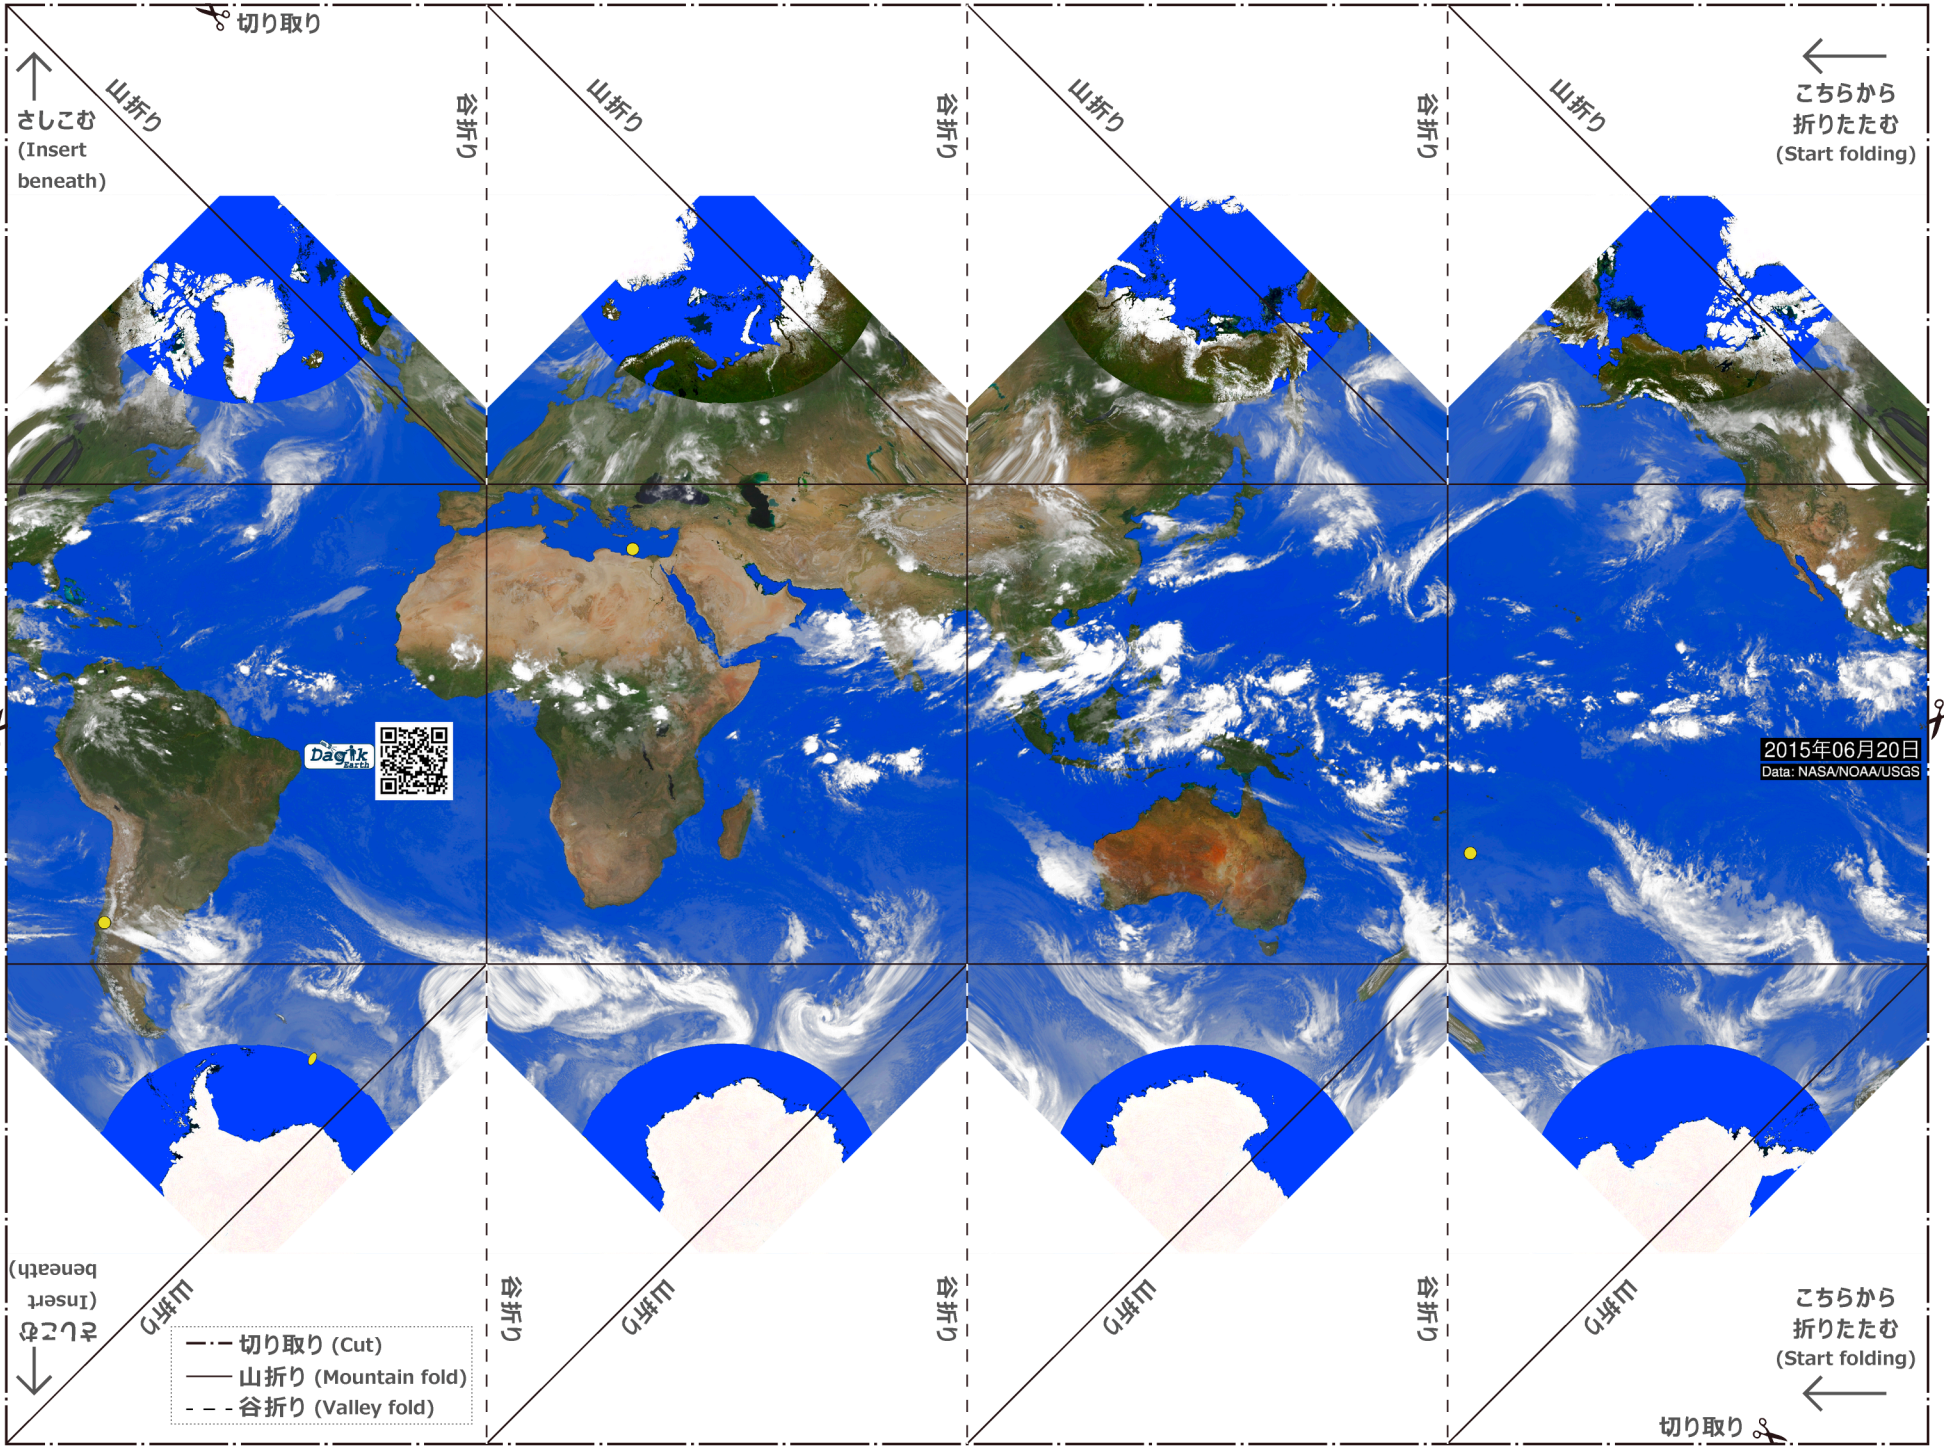 切り取り
さしこむ
(Insert
beneath)
山折り
谷折り
山折り
谷折り
山折り
谷折り
山折り
こちらから
折りたたむ
(Start folding)
Dagik
Earth
2015年06月20日
Data: NASA/NOAA/USGS
さしこむ
(Insert
beneath)
山折り
谷折り
山折り
谷折り
山折り
谷折り
山折り
こちらから
折りたたむ
(Start folding)
切り取り (Cut)
山折り (Mountain fold)
谷折り (Valley fold)
切り取り